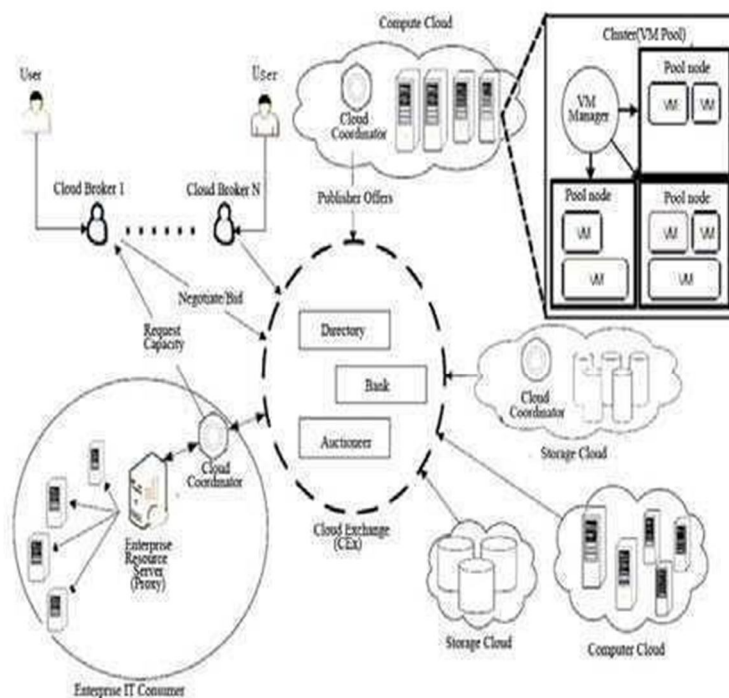 Compute Cloud
Cluster(VM Pool)
User
User
Pool node
VM
VM
VM
Manager
Cloud
Coordinator
Cloud Broker 1
Cloud Broker N
Publisher Offers
Pool node
VM
VM
Pool node
VM
VM
VM
Negotiate/Bid
Request
Capacity
Directory
Bank
Auctioneer
Cloud
Coordinator
Storage Cloud
Cloud
Coordinator
Cloud Exchange
(CEx)
Enterprise
Resource
Server
(Proxy)
Storage Cloud
Computer Cloud
Enterprise IT Consumer